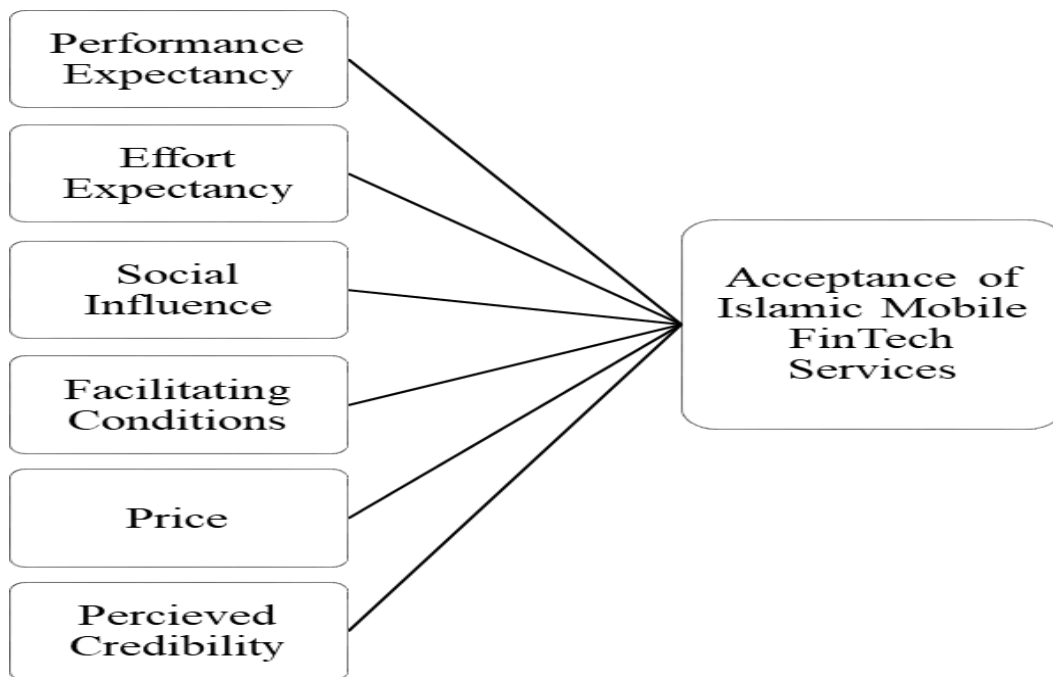 Performance
Expectancy
Effort
Expectancy
Social
Influence
Facilitating
Conditions
Price
Percieved
Credibility
Acceptance of
Islamic Mobile
FinTech
Services